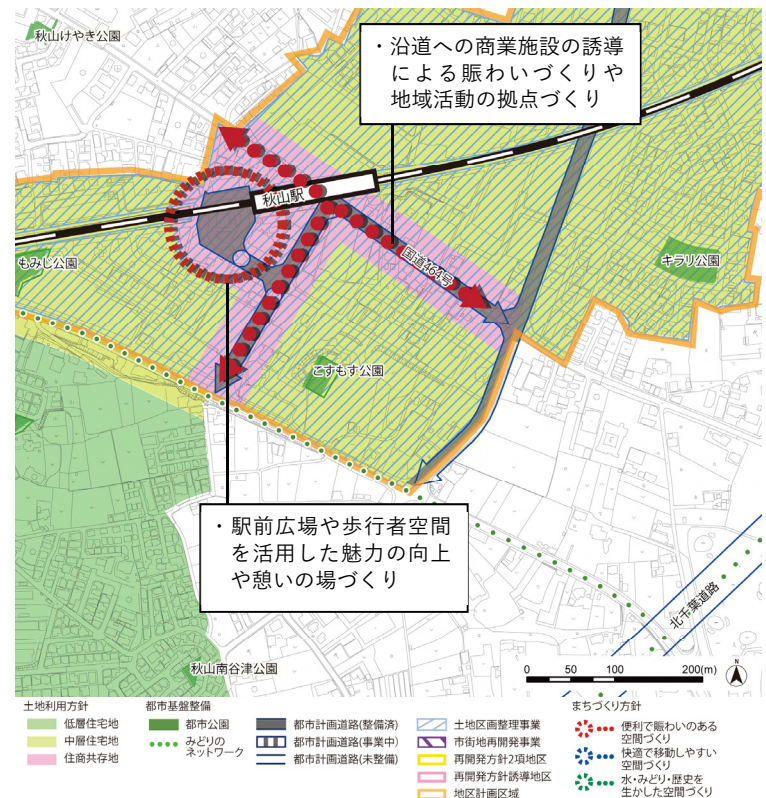 秋山けやき公園
・沿道への商業施設の誘導
による賑わいづくりや
地域活動の拠点づくり
秋山駅
国道464号
もみじ公園
キラリ公園
こすもす公園
・駅前広場や歩行者空間
を活用した魅力の向上
や憩いの場づくり
北千葉道路
秋山南谷津公園
0 50 100 200(m)
N
土地利用方針
低層住宅地
中層住宅地
住商共存地
都市基盤整備
都市公園
みどりの
ネットワーク
都市計画道路(整備済)
都市計画道路(事業中)
都市計画道路(未整備)
土地区画整理事業
市街地再開発事業
再開発方針2項地区
再開発方針誘導地区
地区計画区域
まちづくり方針
便利で賑わいのある
空間づくり
快適で移動しやすい
空間づくり
水・みどり・歴史を
生かした空間づくり